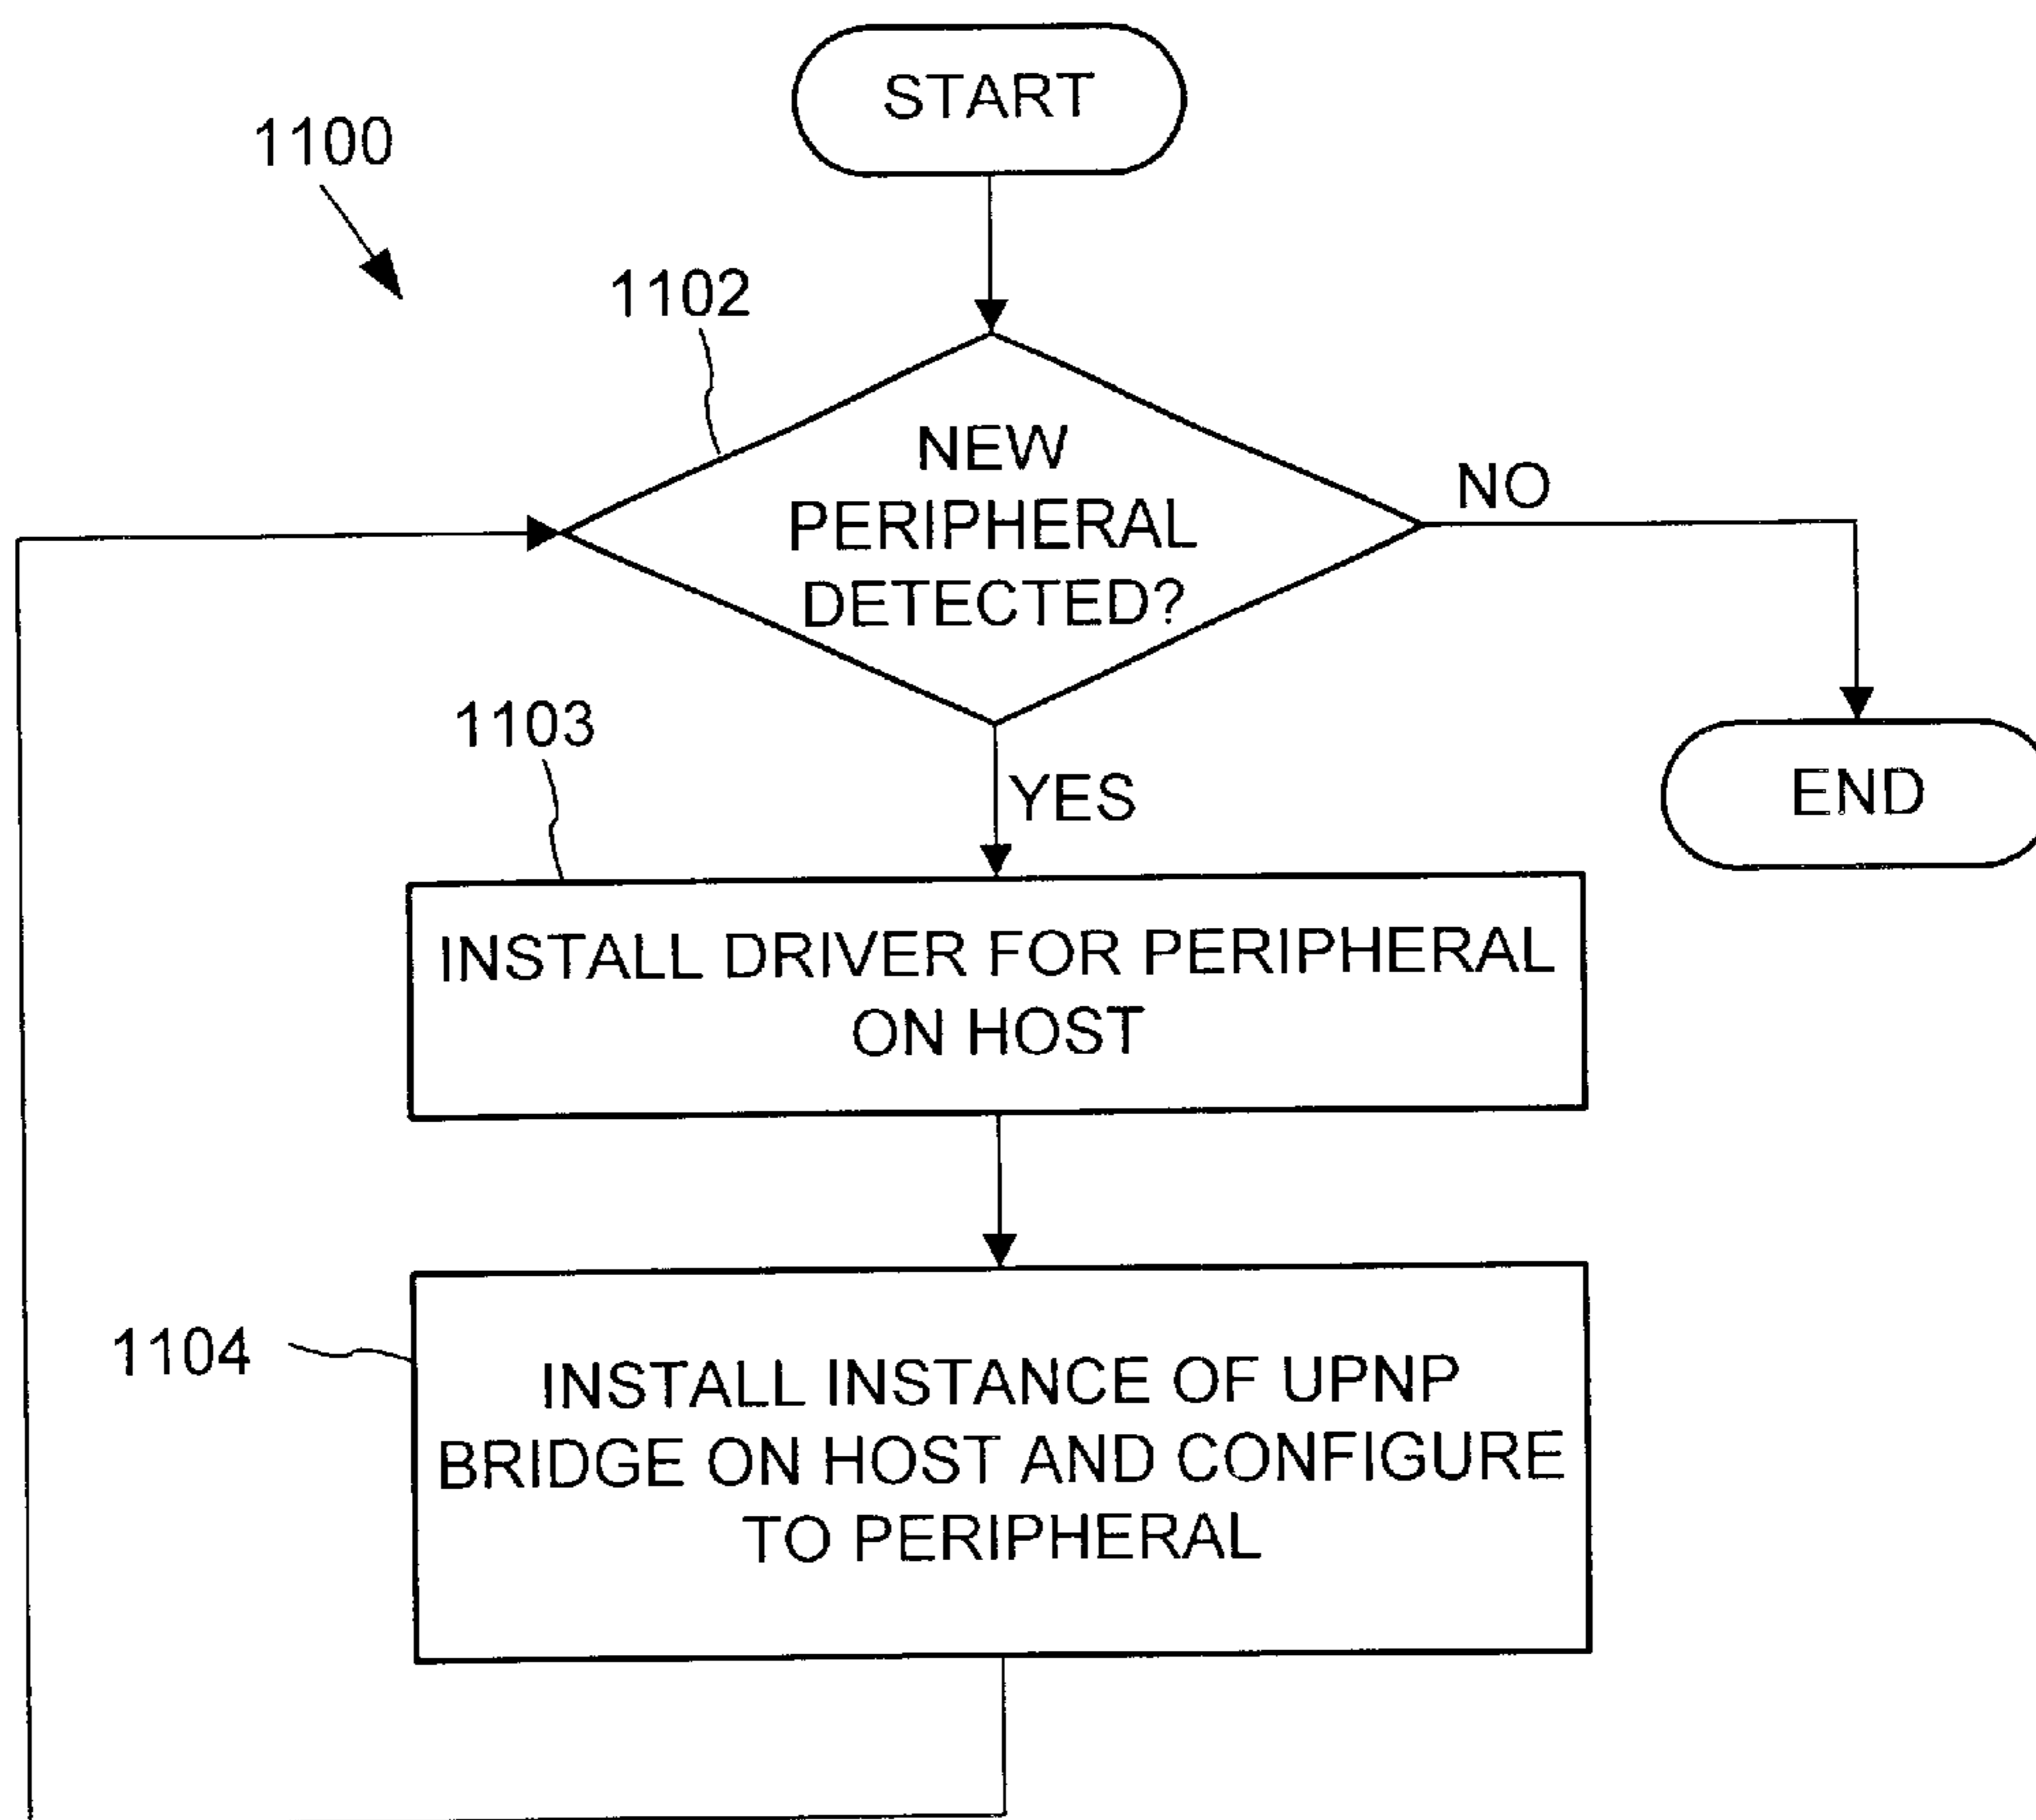 START
1100
1102
NEW
PERIPHERAL
DETECTED?
NO
1103
YES
END
INSTALL DRIVER FOR PERIPHERAL
ON HOST
1104
INSTALL INSTANCE OF UPNP
BRIDGE ON HOST AND CONFIGURE
TO PERIPHERAL